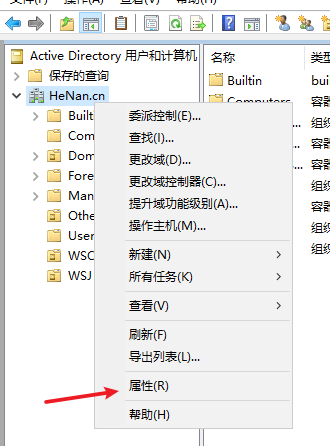 文件(F) 操作(A) 查看(V) 帮助(H)
Active Directory 用户和计算机
保存的查询
HeNan.cn
Built
Com
Dom
Fore
Man
Othe
User
WSC
WSJ
委派控制(E)...
查找(I)...
更改域(D)...
更改域控制器(C)...
提升域功能级别(A)...
操作主机(M)...
新建(N)
所有任务(K)
查看(V)
刷新(F)
导出列表(L)...
属性(R)
帮助(H)
名称
类型
Builtin
buil
Computers
容器
组织
容器
容器
组织
容器
组织
组织